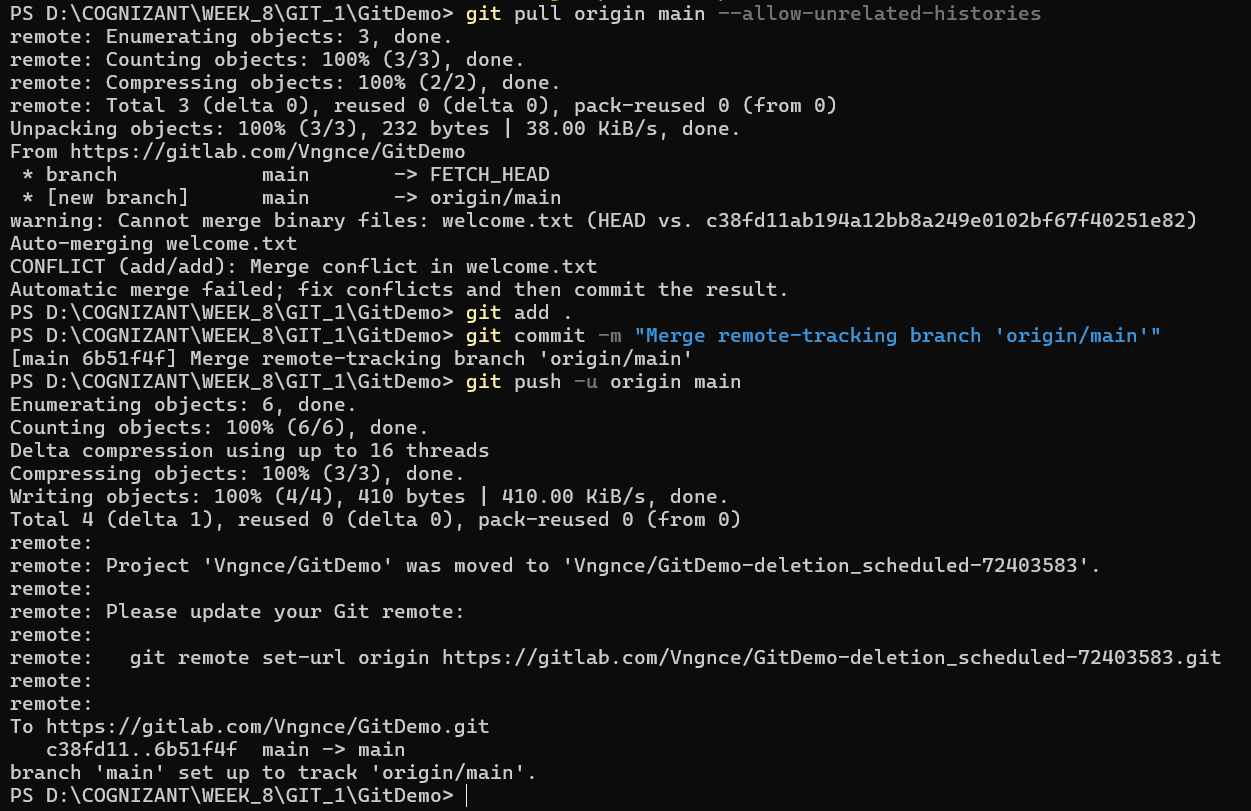 PS D:\COGNIZANT\WEEK_8\GIT_1\GitDemo> git pull origin main --allow-unrelated-histories
remote: Enumerating objects: 3, done.
remote: Counting objects: 100% (3/3), done.
remote: Compressing objects: 100% (2/2), done.
remote: Total 3 (delta 0), reused 0 (delta 0), pack-reused 0 (from 0)
Unpacking objects: 100% (3/3), 232 bytes | 38.00 KiB/s, done.
From https://gitlab.com/Vngnce/GitDemo
 * branch            main       -> FETCH_HEAD
 * [new branch]      main       -> origin/main
warning: Cannot merge binary files: welcome.txt (HEAD vs. c38fd11ab194a12bb8a249e0102bf67f40251e82)
Auto-merging welcome.txt
CONFLICT (add/add): Merge conflict in welcome.txt
Automatic merge failed; fix conflicts and then commit the result.
PS D:\COGNIZANT\WEEK_8\GIT_1\GitDemo> git add .
PS D:\COGNIZANT\WEEK_8\GIT_1\GitDemo> git commit -m "Merge remote-tracking branch 'origin/main'"
[main 6b51f4f] Merge remote-tracking branch 'origin/main'
PS D:\COGNIZANT\WEEK_8\GIT_1\GitDemo> git push -u origin main
Enumerating objects: 6, done.
Counting objects: 100% (6/6), done.
Delta compression using up to 16 threads
Compressing objects: 100% (3/3), done.
Writing objects: 100% (4/4), 410 bytes | 410.00 KiB/s, done.
Total 4 (delta 1), reused 0 (delta 0), pack-reused 0 (from 0)
remote:
remote: Project 'Vngnce/GitDemo' was moved to 'Vngnce/GitDemo-deletion_scheduled-72403583'.
remote:
remote: Please update your Git remote:
remote:
remote:   git remote set-url origin https://gitlab.com/Vngnce/GitDemo-deletion_scheduled-72403583.git
remote:
remote:
To https://gitlab.com/Vngnce/GitDemo.git
   c38fd11..6b51f4f  main -> main
branch 'main' set up to track 'origin/main'.
PS D:\COGNIZANT\WEEK_8\GIT_1\GitDemo>